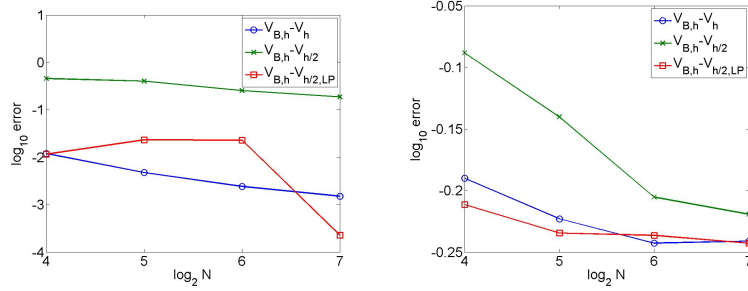 1
0
-1
-2
-3
-4
4
5
6
7
log10 error
log2 N
VB,h-Vh
VB,h-Vh/2
VB,h-Vh/2,LP
-0.05
-0.1
-0.15
-0.2
-0.25
4
5
6
7
log10 error
log2 N
VB,h-Vh
VB,h-Vh/2
VB,h-Vh/2,LP